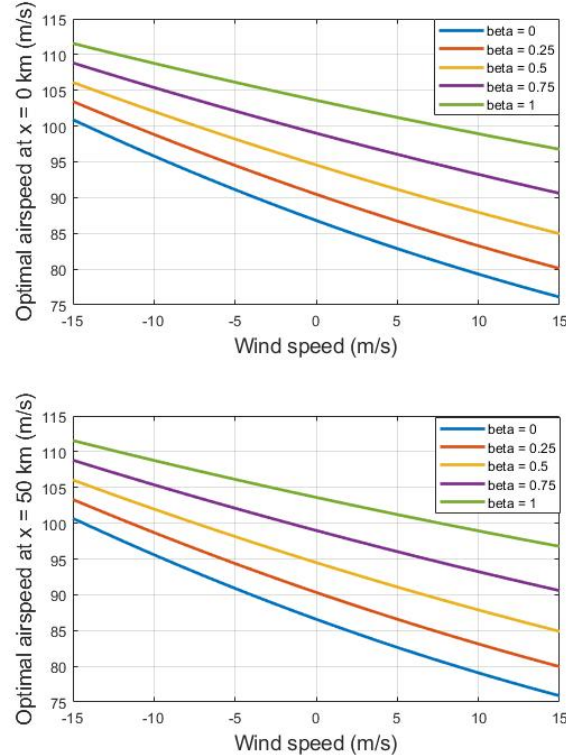 Optimal airspeed at x = 0 km (m/s)
115
110
105
100
95
90
85
80
75
-15
-10
-5
0
5
10
15
Wind speed (m/s)
beta = 0
beta = 0.25
beta = 0.5
beta = 0.75
beta = 1
Optimal airspeed at x = 50 km (m/s)
115
110
105
100
95
90
85
80
75
-15
-10
-5
0
5
10
15
Wind speed (m/s)
beta = 0
beta = 0.25
beta = 0.5
beta = 0.75
beta = 1